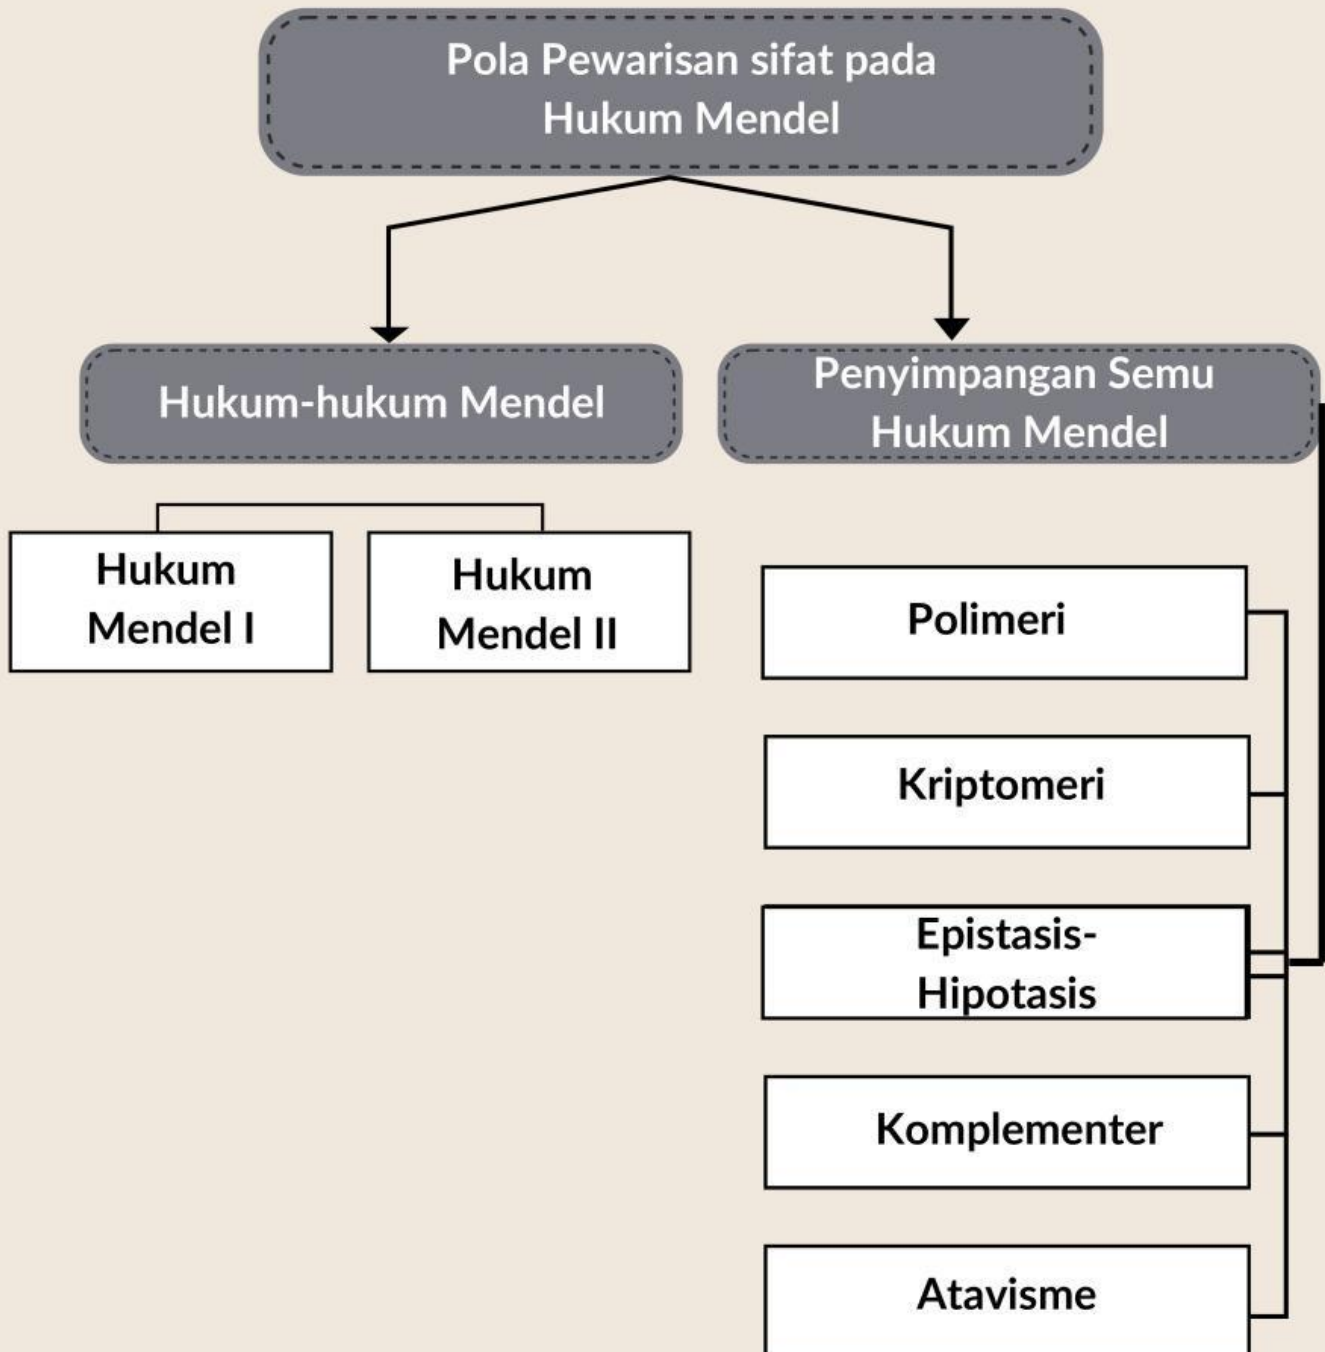 Pola Pewarisan sifat pada
Hukum Mendel
Hukum-hukum Mendel
Penyimpangan Semu
Hukum Mendel
Hukum
Mendel I
Hukum
Mendel II
Polimeri
Kriptomeri
Epistasis-
Hipotasis
Komplementer
Atavisme